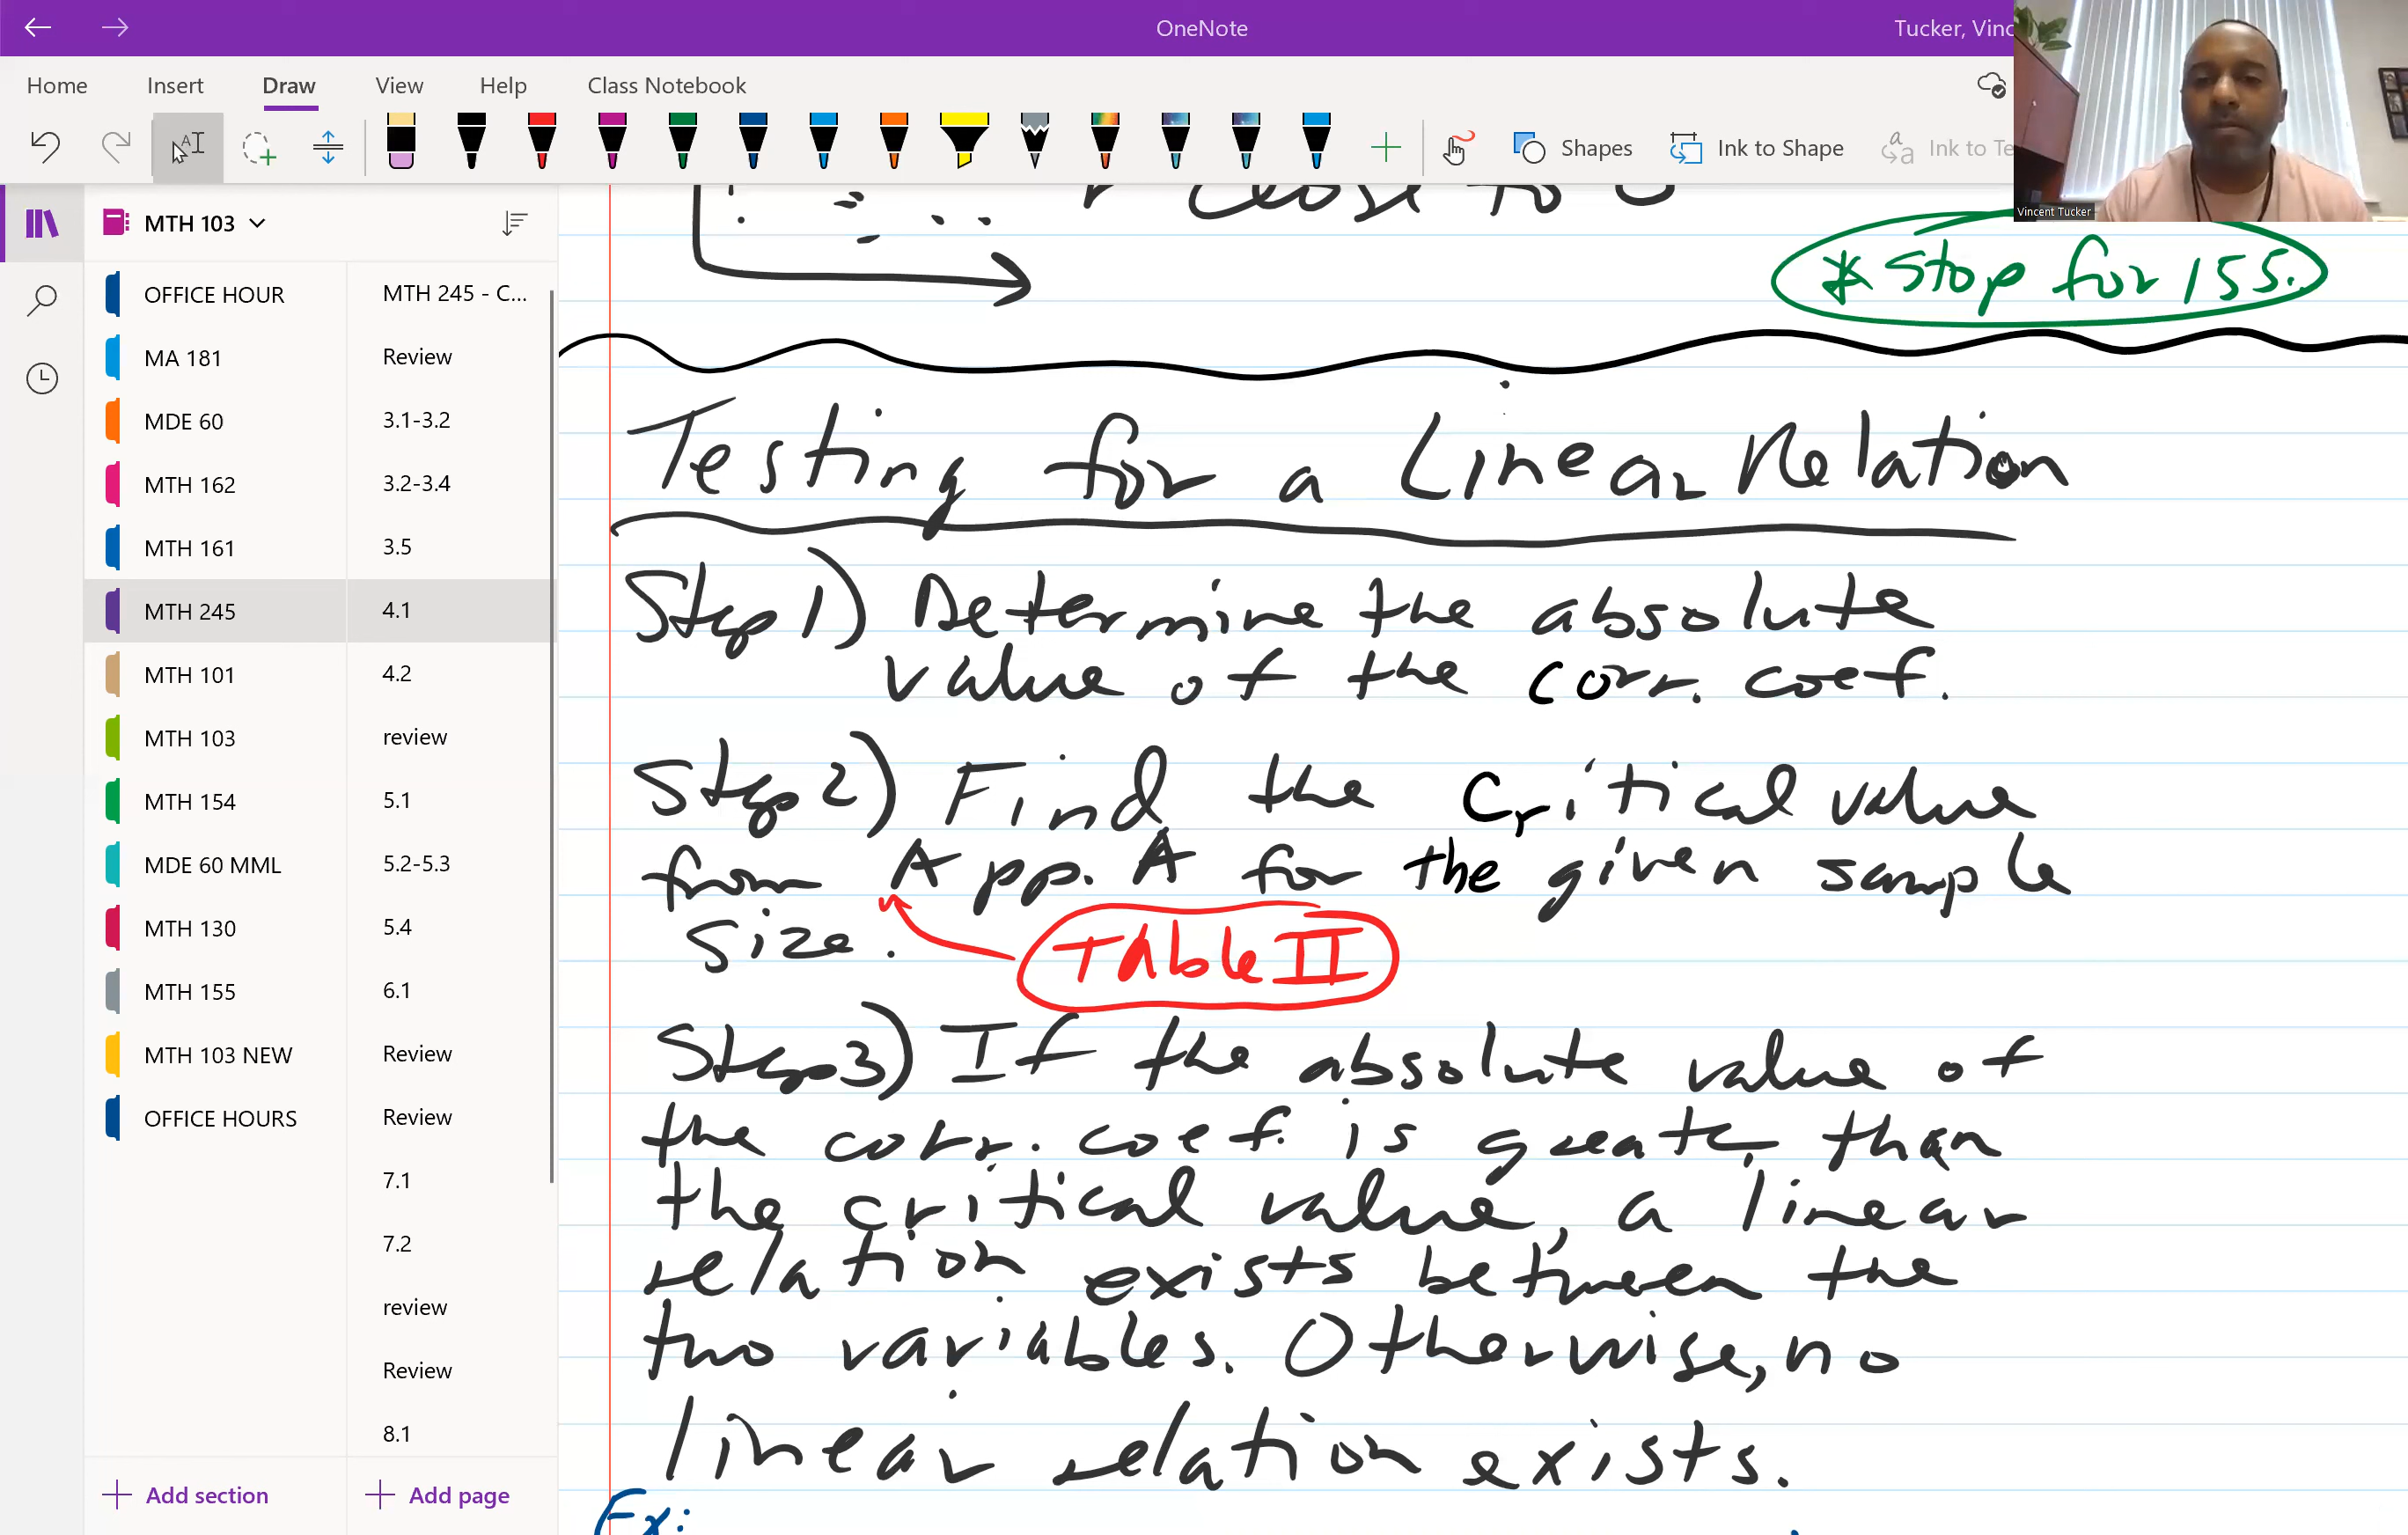 OneNote
Tucker, Vinc
Home Insert Draw View Help Class Notebook
Shapes Ink to Shape Ink to Te
Vincent Tucker
MTH 103
OFFICE HOUR
MA 181
MDE 60
MTH 162
MTH 161
MTH 245
MTH 101
MTH 103
MTH 154
MDE 60 MML
MTH 130
MTH 155
MTH 103 NEW
OFFICE HOURS
Add section
MTH 245 - C...
Review
3.1-3.2
3.2-3.4
3.5
4.1
4.2
review
5.1
5.2-5.3
5.4
6.1
Review
Review
7.1
7.2
review
Review
8.1
Add page
r close to 0
* Stop for 155.
Testing for a Linear Relation
Step 1) Determine the absolute
value of the corr. coef.
Step 2) Find the critical value
from App. A for the given sample
size.
Table II
Step 3) If the absolute value of
the corr. coef. is greater than
the critical value, a linear
relation exists between the
two variables. Otherwise, no
linear relation exists.
Ex: